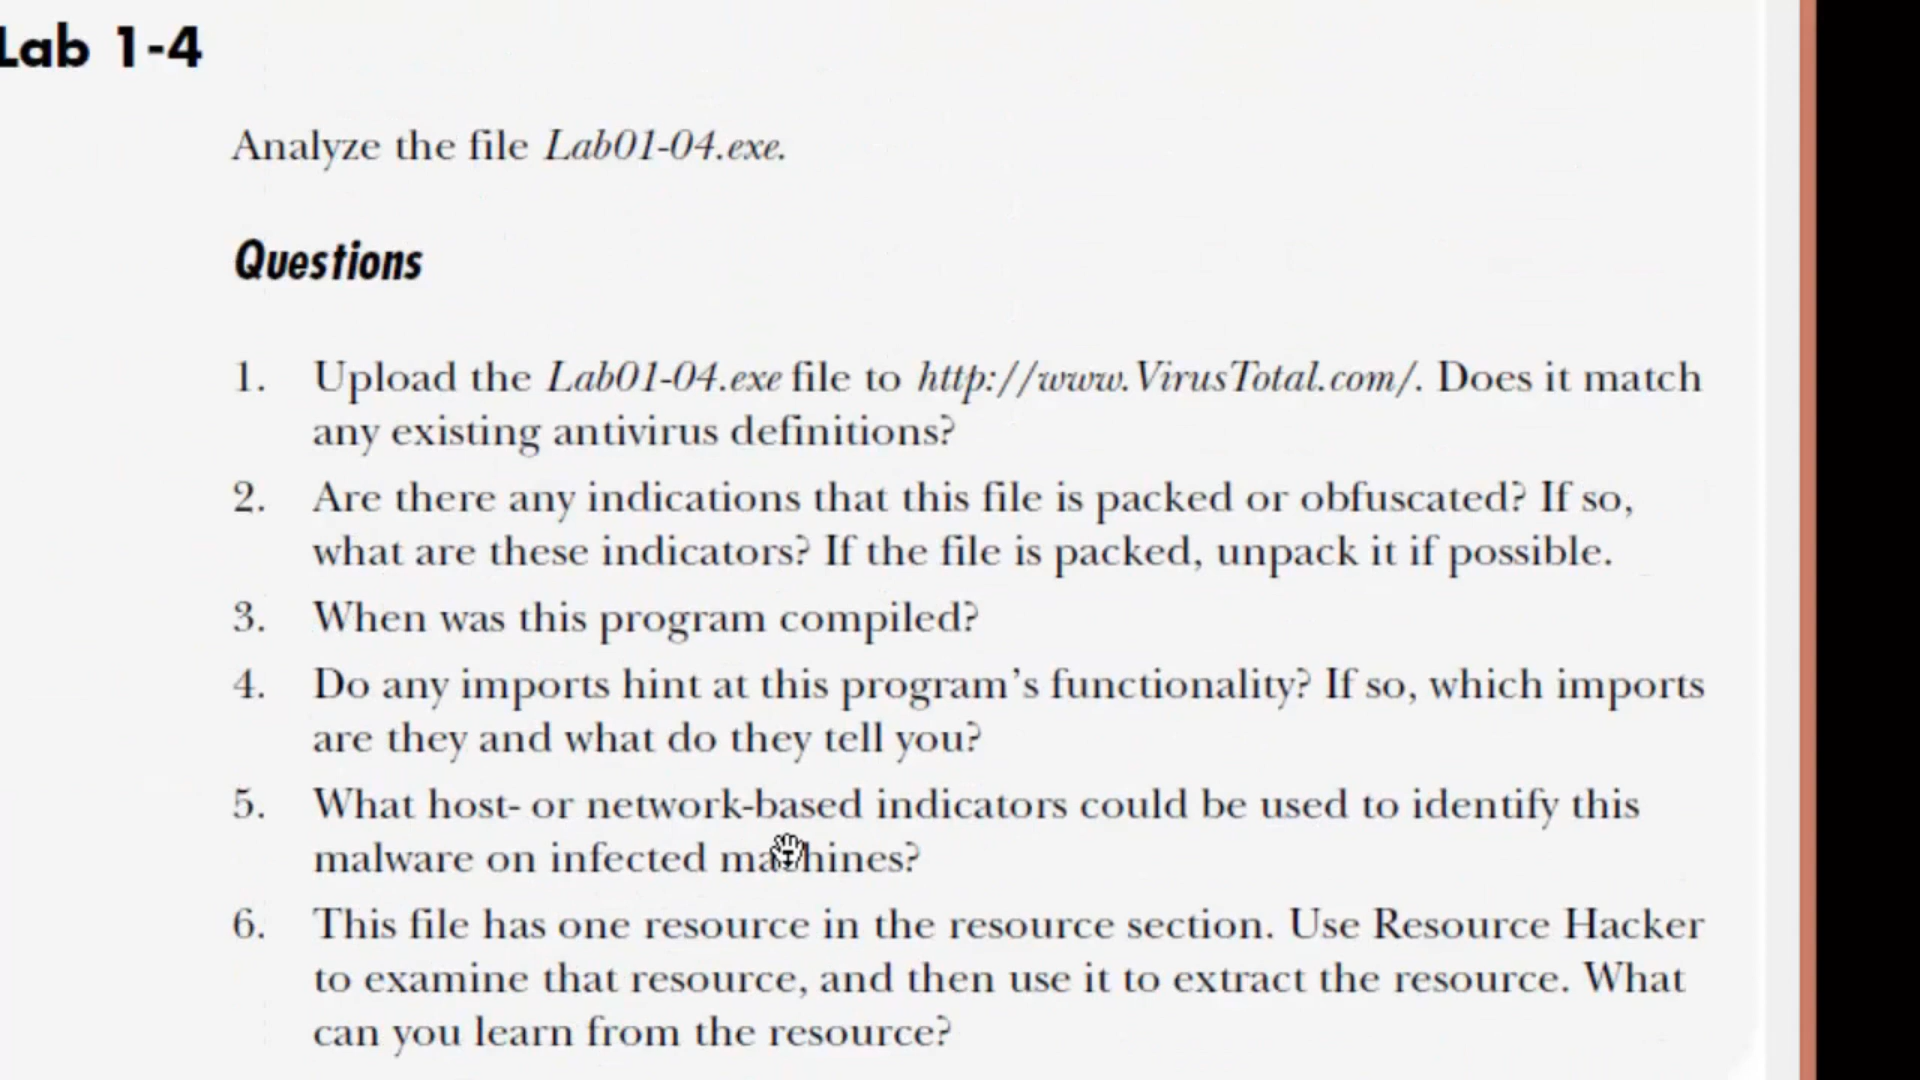 Lab 1-4
Analyze the file Lab01-04.exe.
Questions
1. Upload the Lab01-04.exe file to http://www.VirusTotal.com/. Does it match
any existing antivirus definitions?
2. Are there any indications that this file is packed or obfuscated? If so,
what are these indicators? If the file is packed, unpack it if possible.
3. When was this program compiled?
4. Do any imports hint at this program’s functionality? If so, which imports
are they and what do they tell you?
5. What host- or network-based indicators could be used to identify this
malware on infected machines?
6. This file has one resource in the resource section. Use Resource Hacker
to examine that resource, and then use it to extract the resource. What
can you learn from the resource?